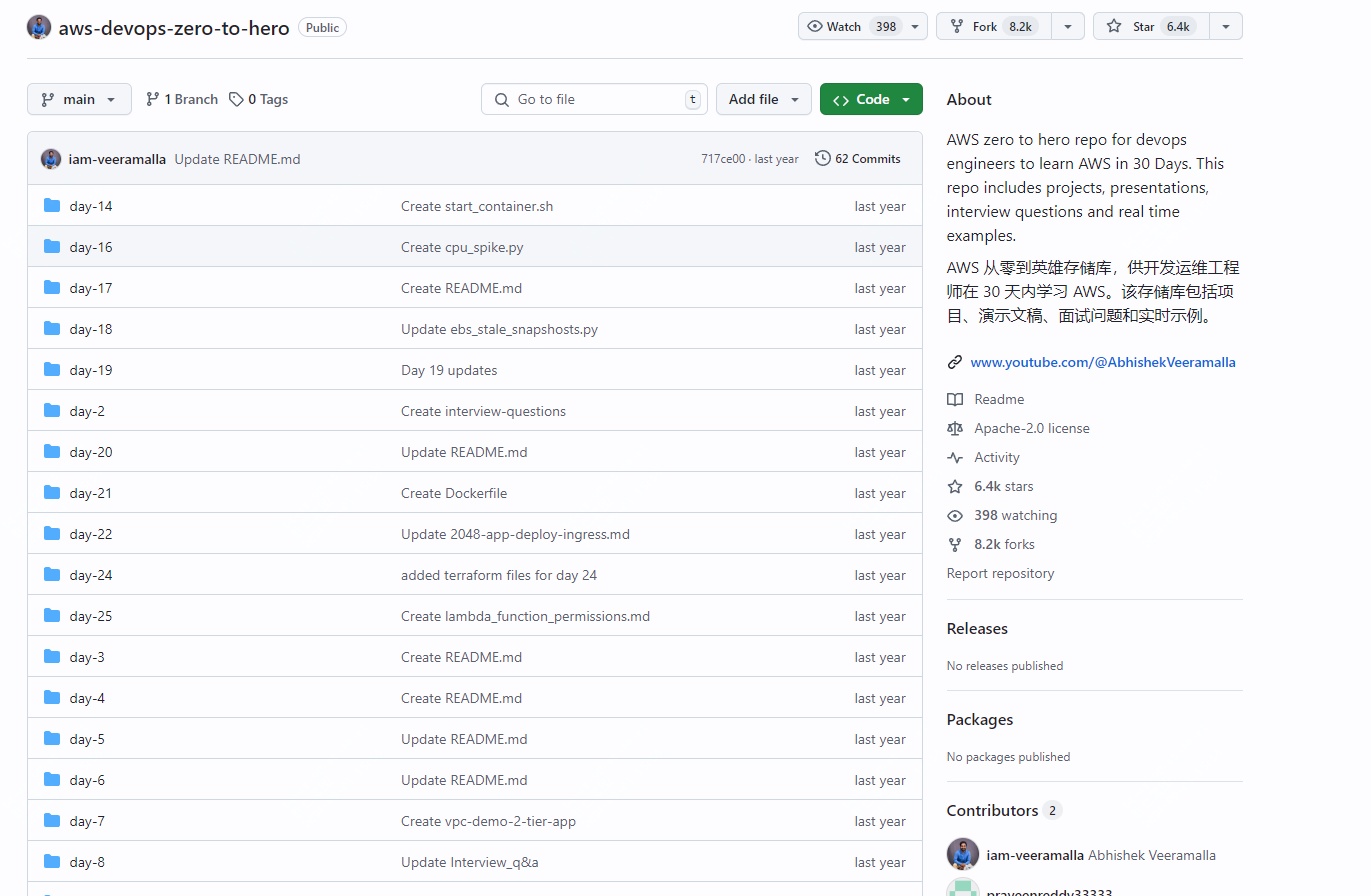 aws-devops-zero-to-hero Public Watch 398 Fork 8.2k Star 6.4k
main 1 Branch 0 Tags Go to file t Add file Code
iam-veeramalla Update README.md 717ce00 · last year 62 Commits
day-14 Create start_container.sh last year
day-16 Create cpu_spike.py last year
day-17 Create README.md last year
day-18 Update ebs_stale_snapshots.py last year
day-19 Day 19 updates last year
day-2 Create interview-questions last year
day-20 Update README.md last year
day-21 Create Dockerfile last year
day-22 Update 2048-app-deploy-ingress.md last year
day-24 added terraform files for day 24 last year
day-25 Create lambda_function_permissions.md last year
day-3 Create README.md last year
day-4 Create README.md last year
day-5 Update README.md last year
day-6 Update README.md last year
day-7 Create vpc-demo-2-tier-app last year
day-8 Update Interview_q&a last year
About
AWS zero to hero repo for devops
engineers to learn AWS in 30 Days. This
repo includes projects, presentations,
interview questions and real time
examples.
AWS 从零到英雄存储库，供开发运维工程
师在 30 天内学习 AWS。该存储库包括项
目、演示文稿、面试问题和实时示例。
www.youtube.com/@AbhishekVeeramalla
Readme
Apache-2.0 license
Activity
6.4k stars
398 watching
8.2k forks
Report repository
Releases
No releases published
Packages
No packages published
Contributors 2
iam-veeramalla Abhishek Veeramalla
praveenreddy33333